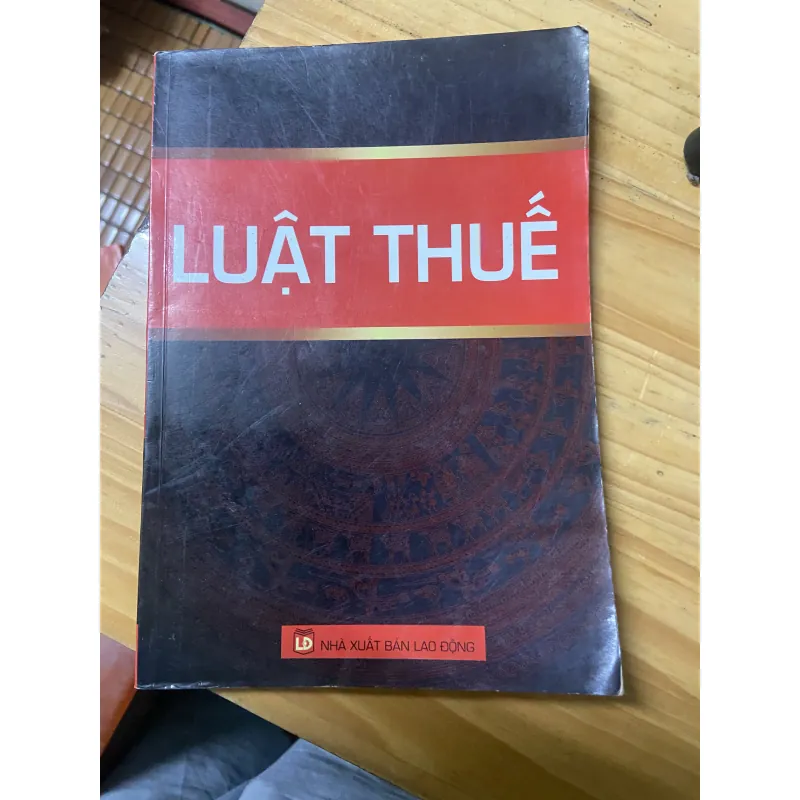 LUẬT THUẾ
LĐ NHÀ XUẤT BẢN LAO ĐỘNG